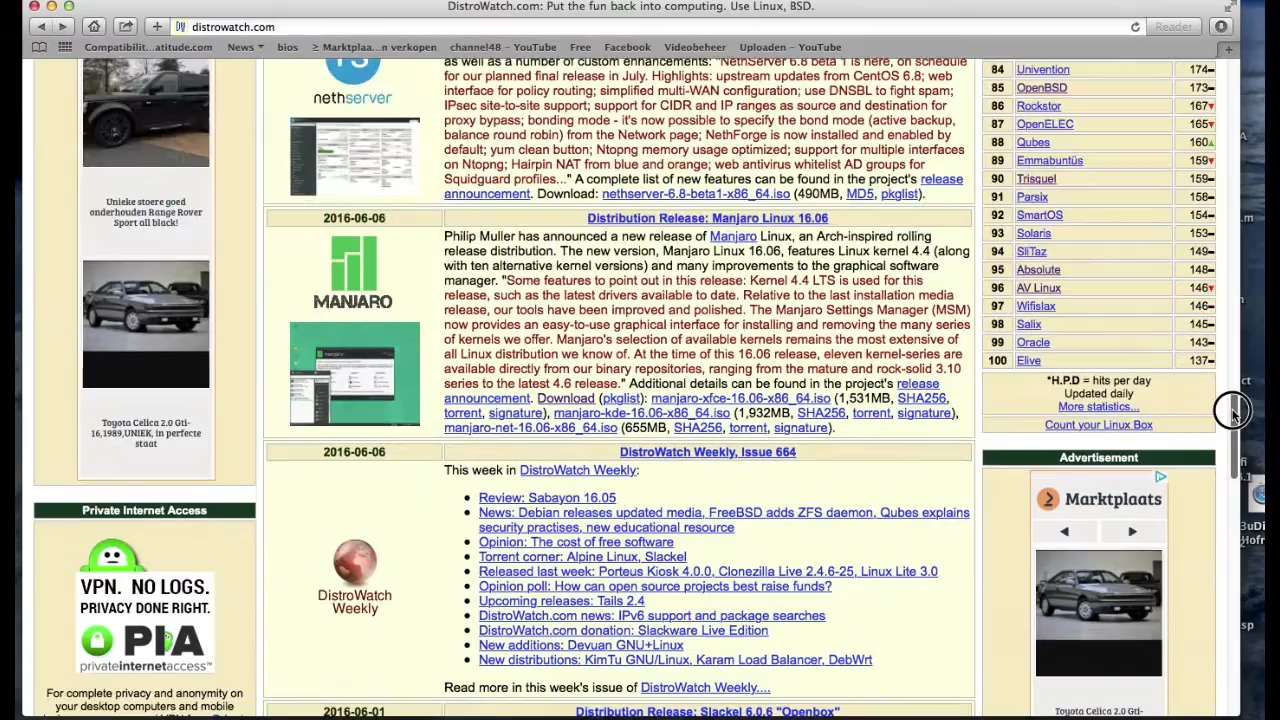 DistroWatch.com: Put the fun back into computing. Use Linux, BSD.
distrowatch.com
Reader
Compatibilit...atitude.com News bios ≥ Marktplaa...n verkopen channel48 – YouTube Free Facebook Videobeheer Uploaden – YouTube
Unieke stoere goed
onderhouden Range Rover
Sport all black!
Toyota Celica 2.0 Gti-
16,1989,UNIEK, in perfecte
staat
Private Internet Access
VPN. NO LOGS.
PRIVACY DONE RIGHT.
PIA
privateinternetaccess™
For complete privacy and anonymity on
your desktop computers and mobile
nethserver
as well as a number of custom enhancements: "NethServer 6.8 beta 1 is here, on schedule
for our planned final release in July. Highlights: upstream updates from CentOS 6.8; web
interface for policy routing; simplified multi-WAN configuration; use DNSBL to fight spam;
IPsec site-to-site support; support for CIDR and IP ranges as source and destination for
proxy bypass; bonding mode - it's now possible to specify the bond mode (active backup,
balance round robin) from the Network page; NethForge is now installed and enabled by
default; yum clean button; Ntopng memory usage optimized; support for multiple interfaces
on Ntopng; Hairpin NAT from blue and orange; web antivirus whitelist AD groups for
Squidguard profiles..." A complete list of new features can be found in the project's release
announcement. Download: nethserver-6.8-beta1-x86_64.iso (490MB, MD5, pkglist).
2016-06-06 Distribution Release: Manjaro Linux 16.06
MANJARO
Philip Muller has announced a new release of Manjaro Linux, an Arch-inspired rolling
release distribution. The new version, Manjaro Linux 16.06, features Linux kernel 4.4 (along
with ten alternative kernel versions) and many improvements to the graphical software
manager. "Some features to point out in this release: Kernel 4.4 LTS is used for this
release, such as the latest drivers available to date. Relative to the last installation media
release, our tools have been improved and polished. The Manjaro Settings Manager (MSM)
now provides an easy-to-use graphical interface for installing and removing the many series
of kernels we offer. Manjaro's selection of available kernels remains the most extensive of
all Linux distribution we know of. At the time of this 16.06 release, eleven kernel-series are
available directly from our binary repositories, ranging from the mature and rock-solid 3.10
series to the latest 4.6 release." Additional details can be found in the project's release
announcement. Download (pkglist): manjaro-xfce-16.06-x86_64.iso (1,531MB, SHA256,
torrent, signature), manjaro-kde-16.06-x86_64.iso (1,932MB, SHA256, torrent, signature),
manjaro-net-16.06-x86_64.iso (655MB, SHA256, torrent, signature).
2016-06-06 DistroWatch Weekly, Issue 664
DistroWatch
Weekly
This week in DistroWatch Weekly:
• Review: Sabayon 16.05
• News: Debian releases updated media, FreeBSD adds ZFS daemon, Qubes explains
security practises, new educational resource
• Opinion: The cost of free software
• Torrent corner: Alpine Linux, Slackel
• Released last week: Porteus Kiosk 4.0.0, Clonezilla Live 2.4.6-25, Linux Lite 3.0
• Opinion poll: How can open source projects best raise funds?
• Upcoming releases: Tails 2.4
• DistroWatch.com news: IPv6 support and package searches
• DistroWatch.com donation: Slackware Live Edition
• New additions: Devuan GNU+Linux
• New distributions: KimTu GNU/Linux, Karam Load Balancer, DebWrt
Read more in this week's issue of DistroWatch Weekly....
2016-06-01 Distribution Release: Slackel 6.0.6 "Openbox"
84 Univention 174
85 OpenBSD 173
86 Rockstor 167
87 OpenELEC 165
88 Qubes 160
89 Emmabuntüs 159
90 Trisquel 159
91 Parsix 158
92 SmartOS 154
93 Solaris 153
94 SliTaz 149
95 Absolute 148
96 AV Linux 146
97 Wifislax 146
98 Salix 145
99 Oracle 143
100 Elive 137
*H.P.D = hits per day
Updated daily
More statistics...
Count your Linux Box
Advertisement
Marktplaats
Toyota Celica 2.0 Gti-